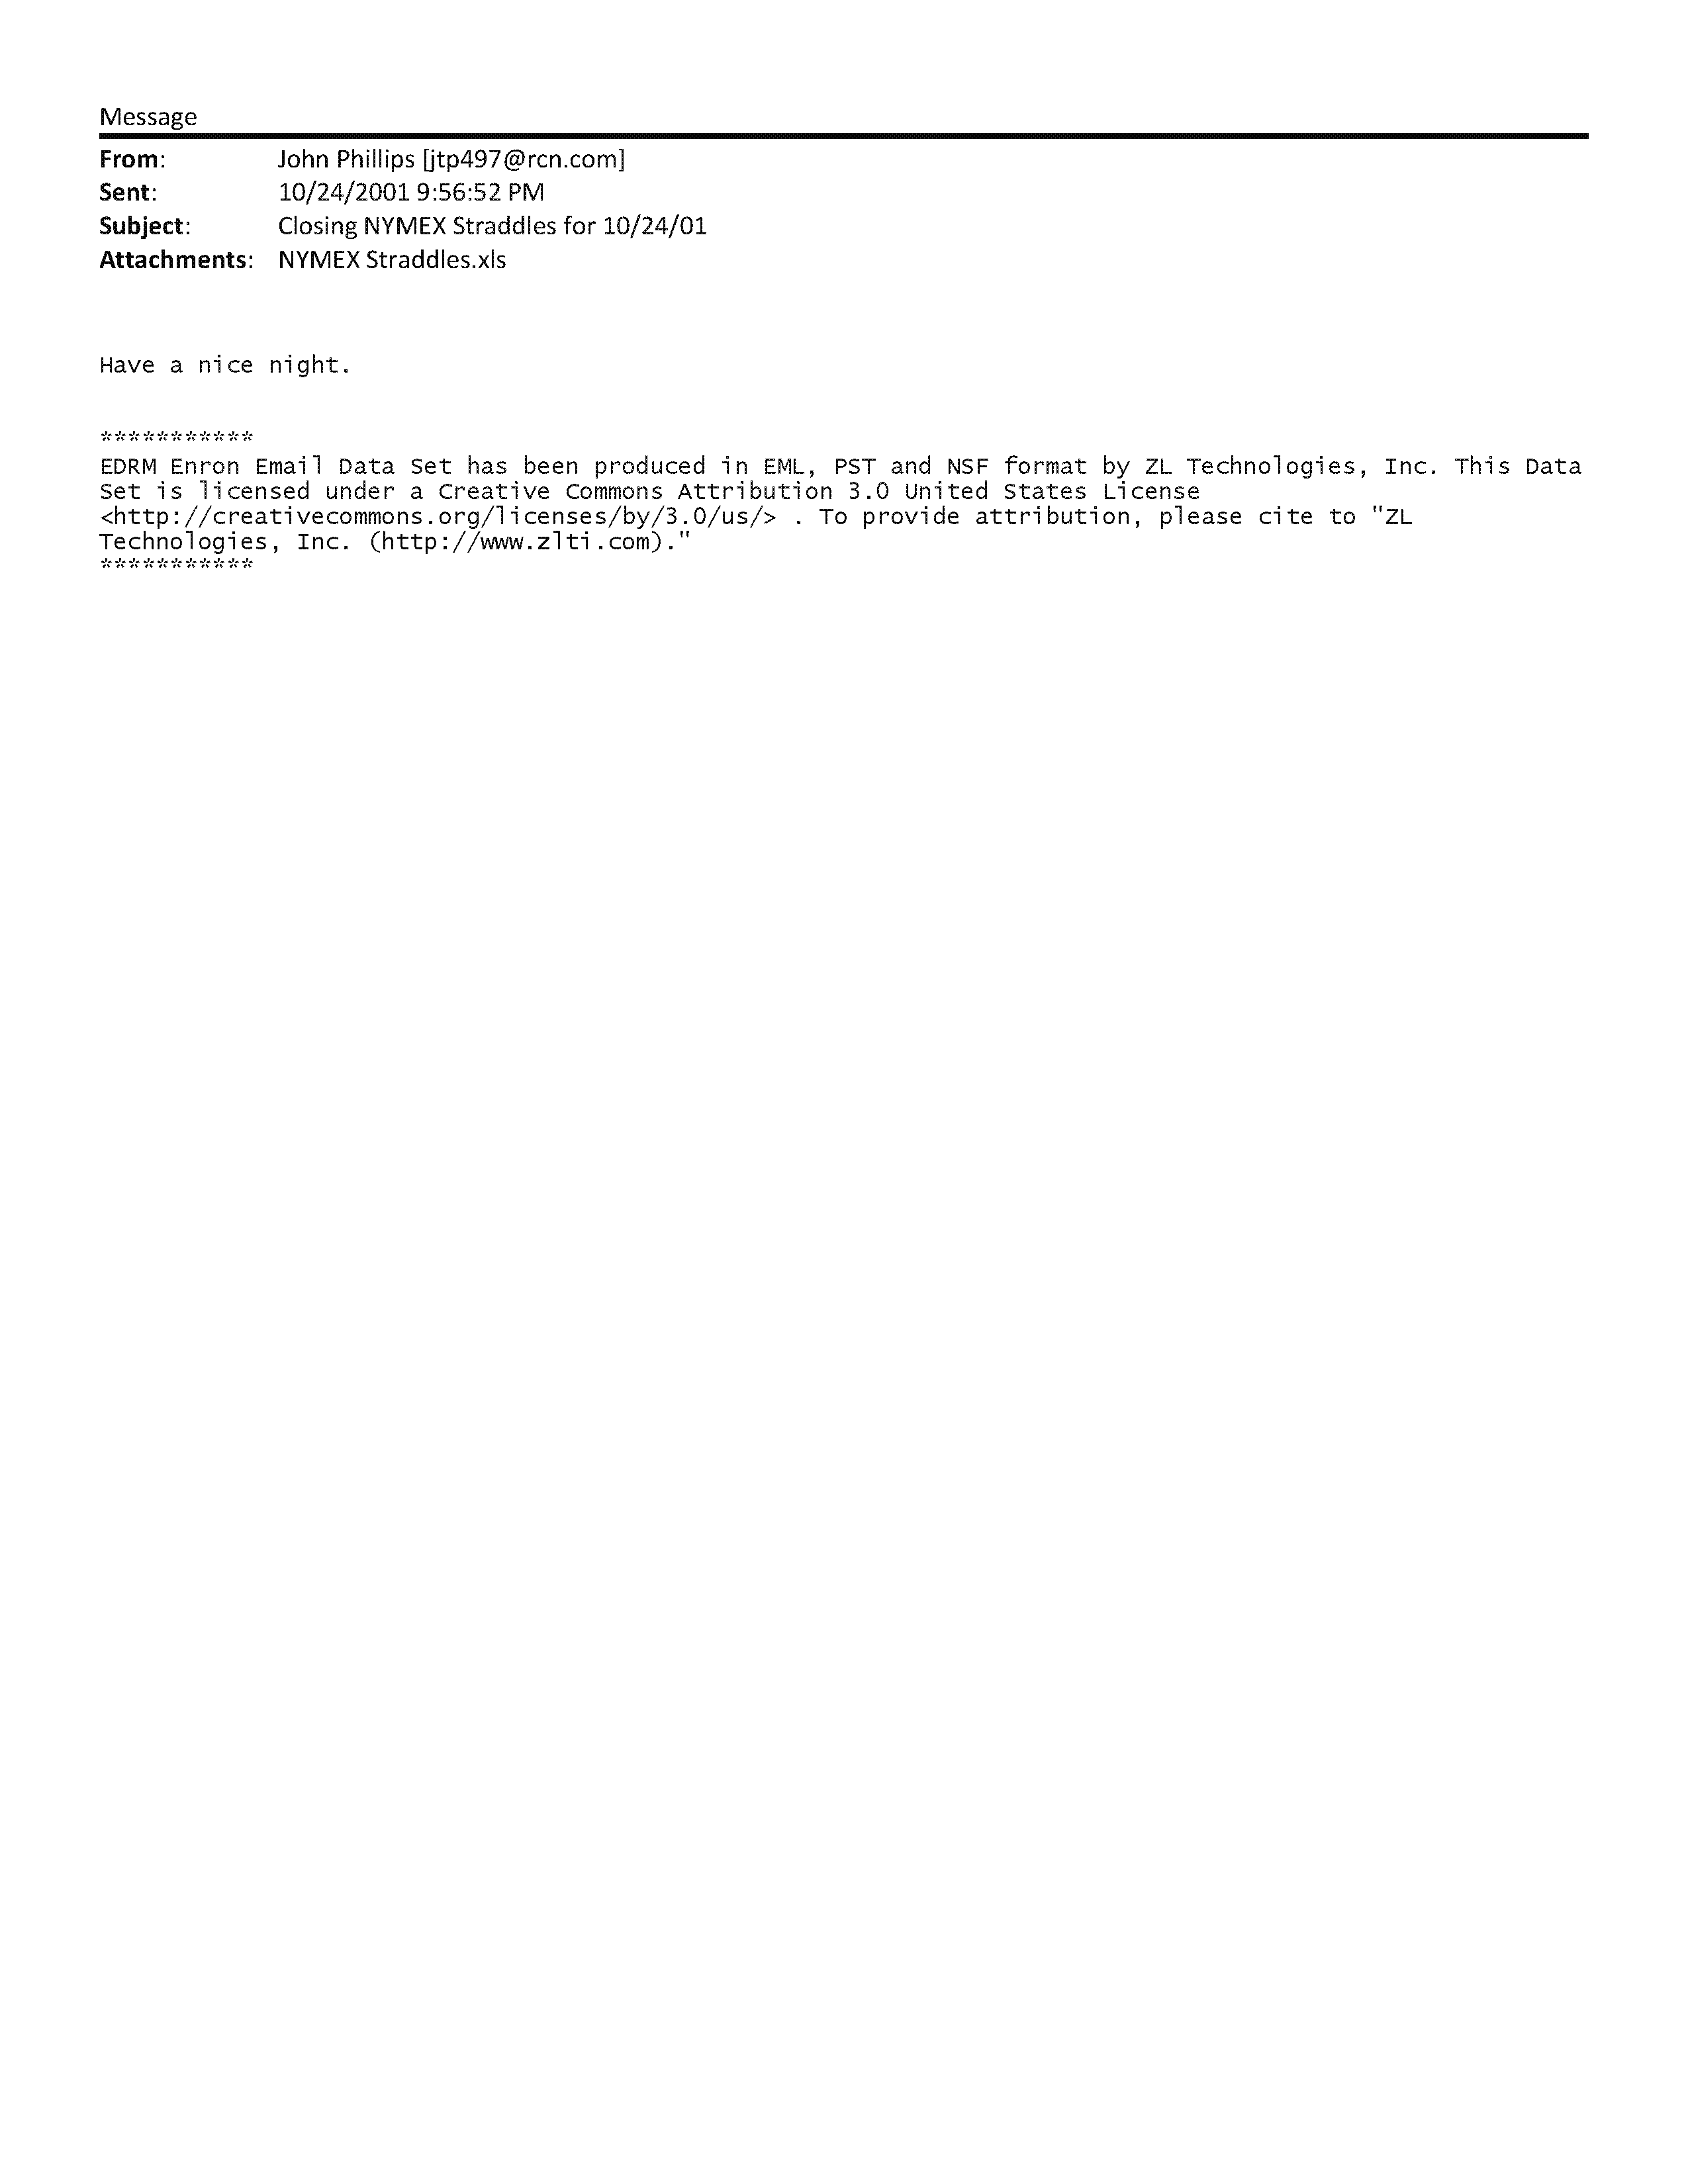 Message
From: John Phillips [jtp497@rcn.com]
Sent: 10/24/2001 9:56:52 PM
Subject: Closing NYMEX Straddles for 10/24/01
Attachments: NYMEX Straddles.xls
Have a nice night.
***********
EDRM Enron Email Data Set has been produced in EML, PST and NSF format by ZL Technologies, Inc. This Data
Set is licensed under a Creative Commons Attribution 3.0 United States License
<http://creativecommons.org/licenses/by/3.0/us/> . To provide attribution, please cite to "ZL
Technologies, Inc. (http://www.zlti.com)."
***********